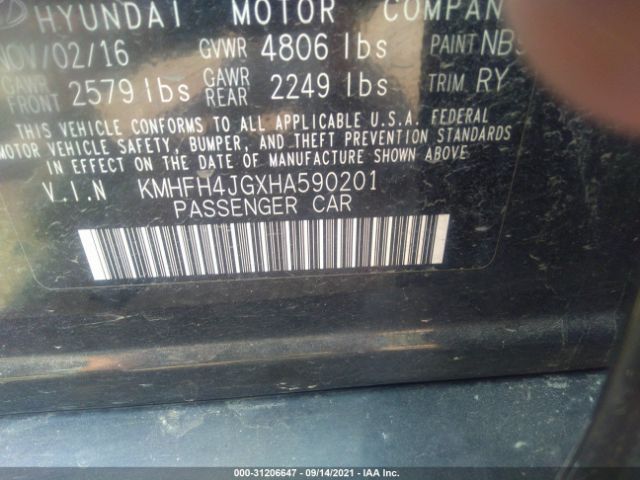 HYUNDAI MOTOR COMPAN
NOV/02/16 GVWR 4806 lbs PAINT NB
GAWR FRONT 2579 lbs GAWR REAR 2249 lbs TRIM RY
THIS VEHICLE CONFORMS TO ALL APPLICABLE U.S.A. FEDERAL
MOTOR VEHICLE SAFETY, BUMPER, AND THEFT PREVENTION STANDARDS
IN EFFECT ON THE DATE OF MANUFACTURE SHOWN ABOVE.
V.I.N KMHFH4JGXHA590201
PASSENGER CAR
000-31206647 - 09/14/2021 - IAA Inc.